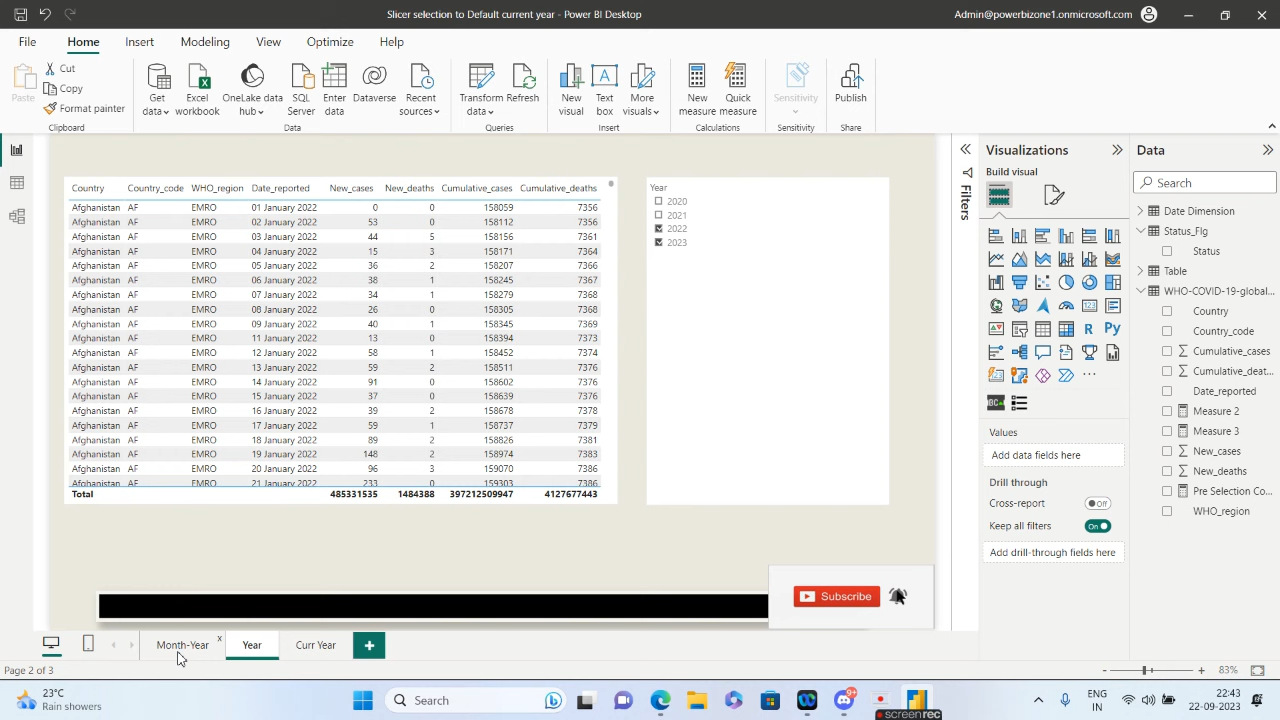 Slicer selection to Default current year - Power BI Desktop
Admin@powerbizone1.onmicrosoft.com
File Home Insert Modeling View Optimize Help
Paste
Cut
Copy
Format painter
Clipboard
Get data
Excel workbook
OneLake data hub
SQL Server
Enter data
Dataverse
Recent sources
Data
Transform data
Refresh
Queries
New visual
Text box
More visuals
Insert
New measure
Quick measure
Calculations
Sensitivity
Sensitivity
Publish
Share
Country Country_code WHO_region Date_reported New_cases New_deaths Cumulative_cases Cumulative_deaths
Afghanistan AF EMRO 01 January 2022 0 0 158059 7356
Afghanistan AF EMRO 02 January 2022 53 0 158112 7356
Afghanistan AF EMRO 03 January 2022 44 5 158156 7361
Afghanistan AF EMRO 04 January 2022 15 3 158171 7364
Afghanistan AF EMRO 05 January 2022 36 2 158207 7366
Afghanistan AF EMRO 06 January 2022 38 1 158245 7367
Afghanistan AF EMRO 07 January 2022 34 1 158279 7368
Afghanistan AF EMRO 08 January 2022 26 0 158305 7368
Afghanistan AF EMRO 09 January 2022 40 1 158345 7369
Afghanistan AF EMRO 11 January 2022 13 0 158394 7373
Afghanistan AF EMRO 12 January 2022 58 1 158452 7374
Afghanistan AF EMRO 13 January 2022 59 2 158511 7376
Afghanistan AF EMRO 14 January 2022 91 0 158602 7376
Afghanistan AF EMRO 15 January 2022 37 0 158639 7376
Afghanistan AF EMRO 16 January 2022 39 2 158678 7378
Afghanistan AF EMRO 17 January 2022 59 1 158737 7379
Afghanistan AF EMRO 18 January 2022 89 2 158826 7381
Afghanistan AF EMRO 19 January 2022 148 2 158974 7383
Afghanistan AF EMRO 20 January 2022 96 3 159070 7386
Afghanistan AF EMRO 21 January 2022 233 0 159303 7386
Total 485331535 1484388 397212509947 4127677443
Year
2020
2021
2022
2023
Subscribe
Filters
Visualizations
Build visual
R Py
Values
Add data fields here
Drill through
Cross-report Off
Keep all filters On
Add drill-through fields here
Data
Search
Date Dimension
Status_Flg
Status
Table
WHO-COVID-19-global...
Country
Country_code
Cumulative_cases
Cumulative_deat...
Date_reported
Measure 2
Measure 3
New_cases
New_deaths
Pre Selection Co...
WHO_region
Month-Year x Year Curr Year
Page 2 of 3
83%
23°C
Rain showers
Search
9+
screenrec
ENG
IN
22:43
22-09-2023